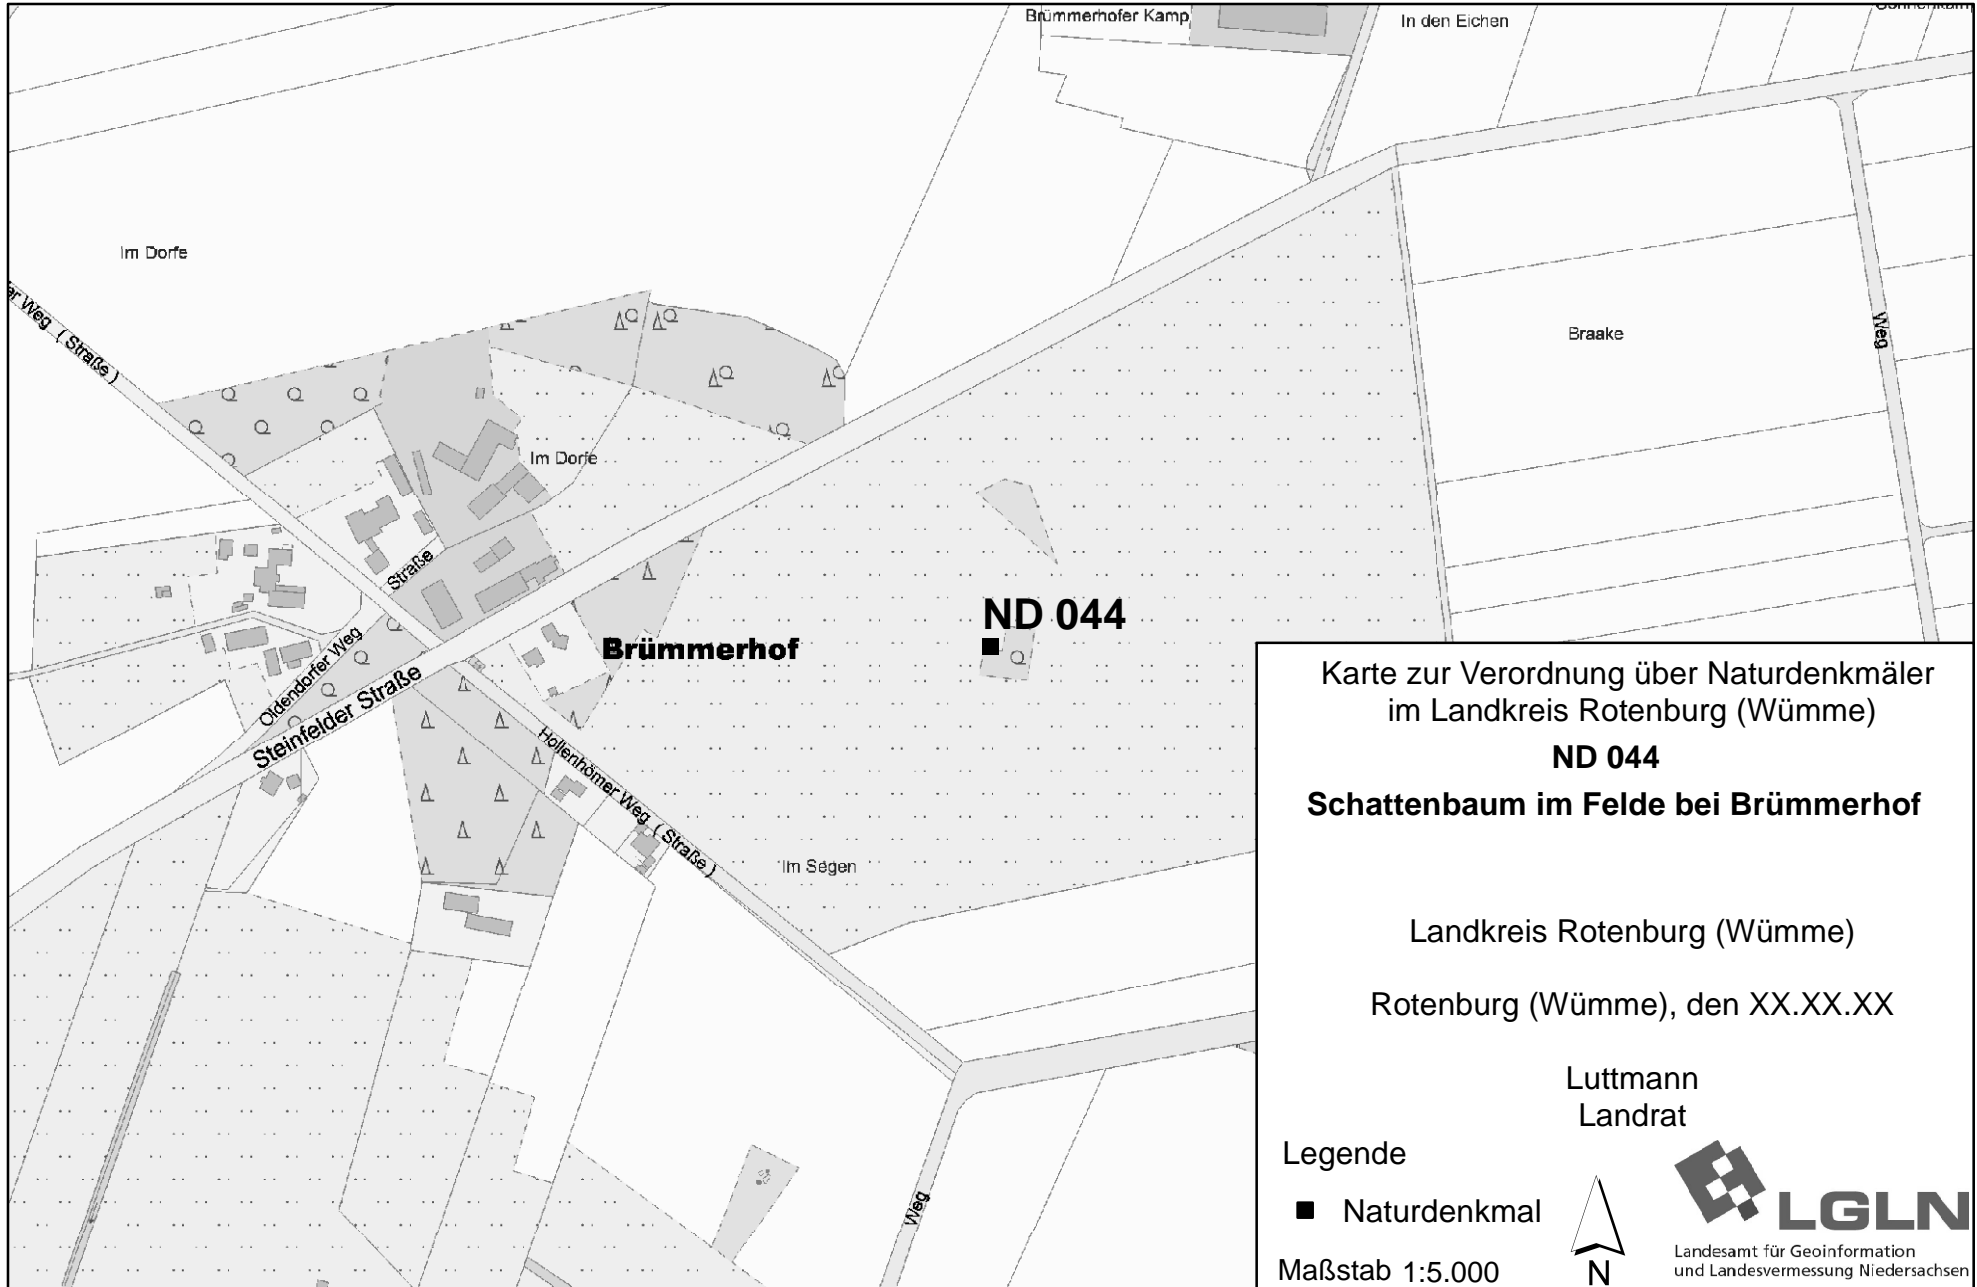 Brümmerhofer Kamp
In den Eichen
Im Dorfe
er Weg ( Straße )
Braake
Weg
Im Dorfe
Straße
ND 044
Brümmerhof
Oldendorfer Weg
Steinfelder Straße
Hollenhörner Weg ( Straße )
Im Segen
Weg
Karte zur Verordnung über Naturdenkmäler
im Landkreis Rotenburg (Wümme)
ND 044
Schattenbaum im Felde bei Brümmerhof
Landkreis Rotenburg (Wümme)
Rotenburg (Wümme), den XX.XX.XX
Luttmann
Landrat
Legende
Naturdenkmal
Maßstab 1:5.000
N
LGLN
Landesamt für Geoinformation
und Landesvermessung Niedersachsen